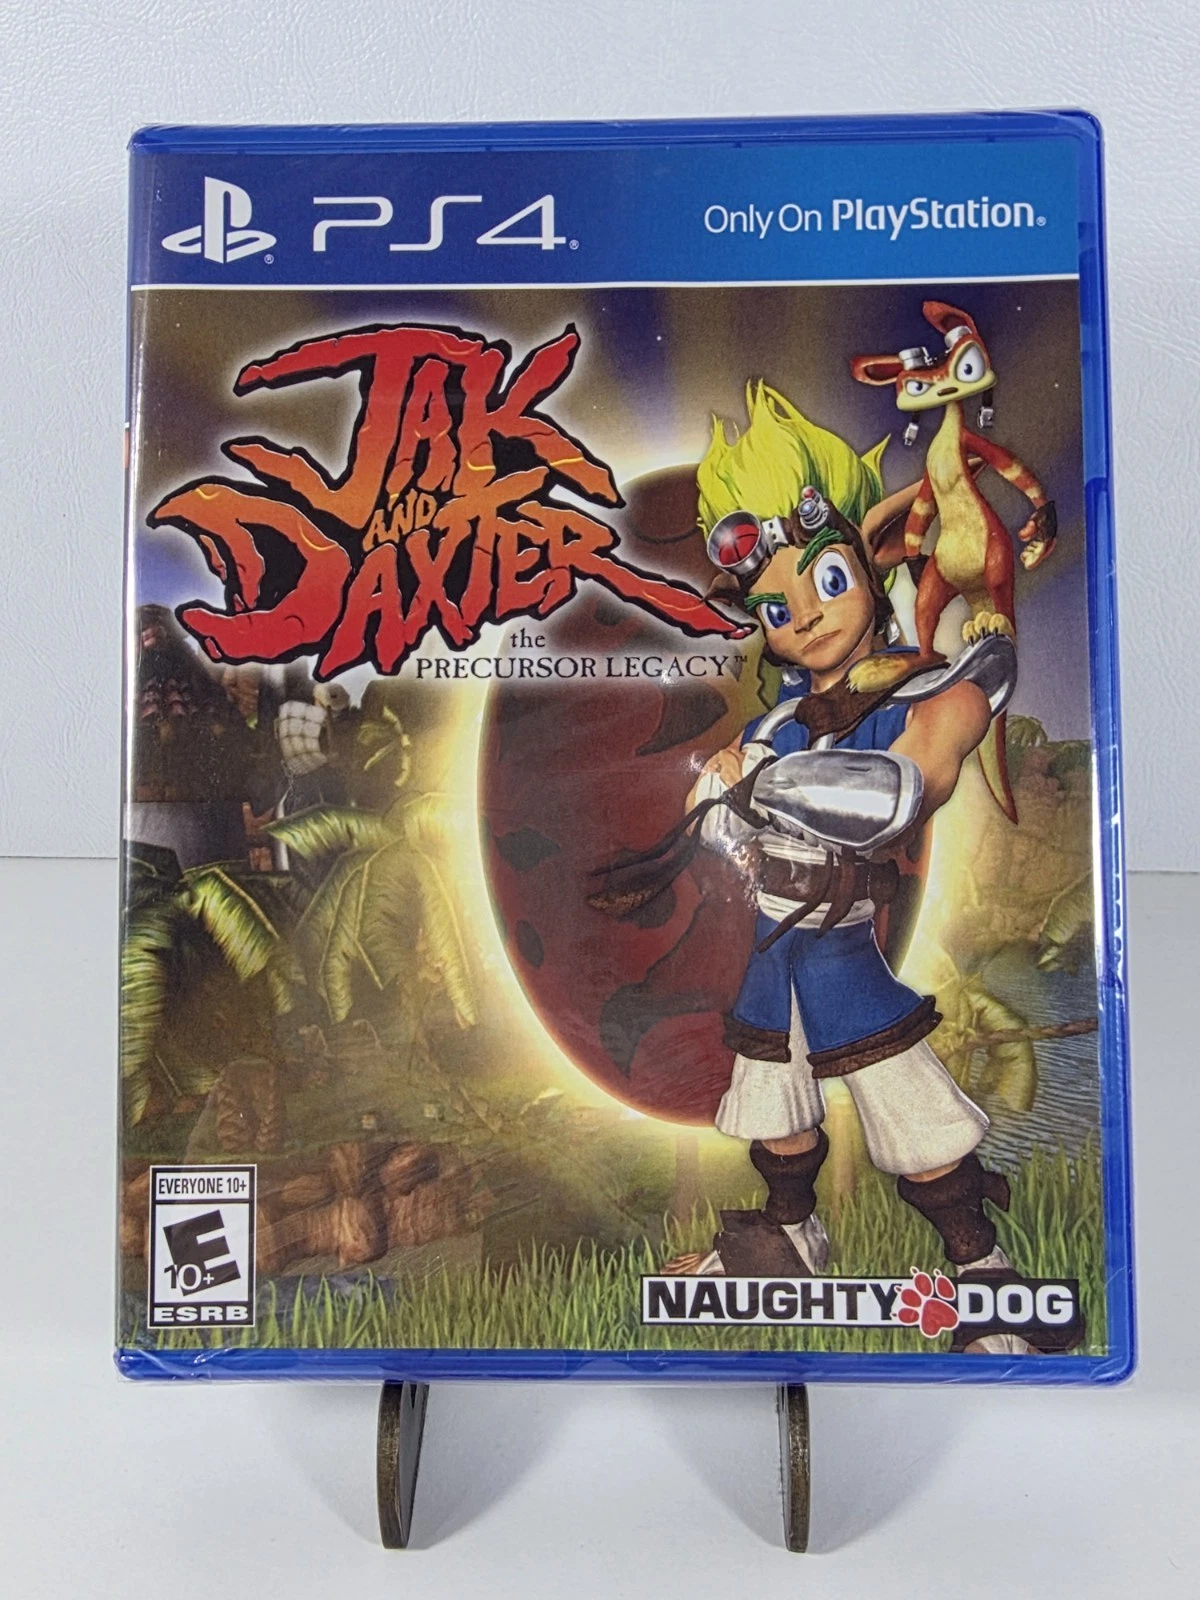 PS4®
Only On PlayStation®
JAK
AND
DAXTER
the
PRECURSOR LEGACY™
EVERYONE 10+
E
10+
ESRB
NAUGHTY DOG